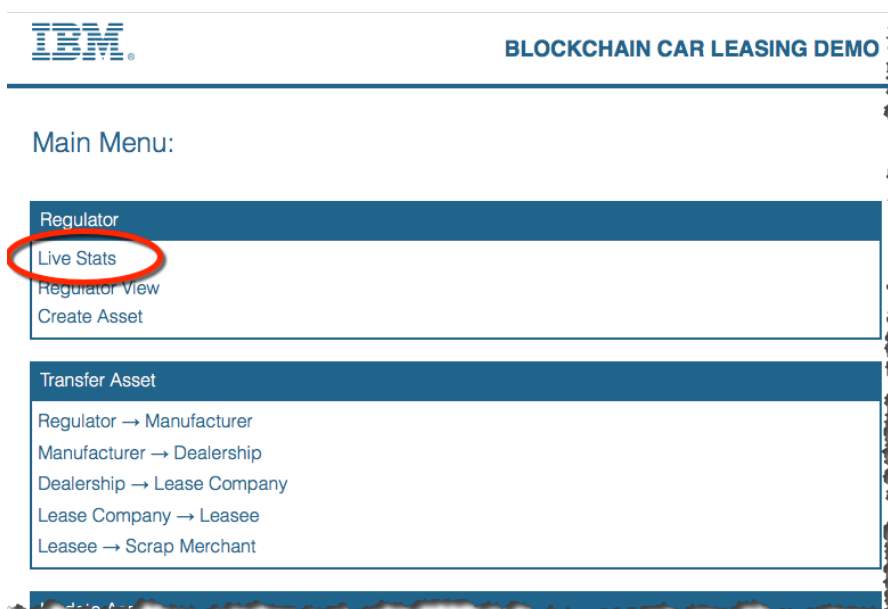 IBM®
BLOCKCHAIN CAR LEASING DEMO
Main Menu:
Regulator
Live Stats
Regulator View
Create Asset
Transfer Asset
Regulator → Manufacturer
Manufacturer → Dealership
Dealership → Lease Company
Lease Company → Leasee
Leasee → Scrap Merchant